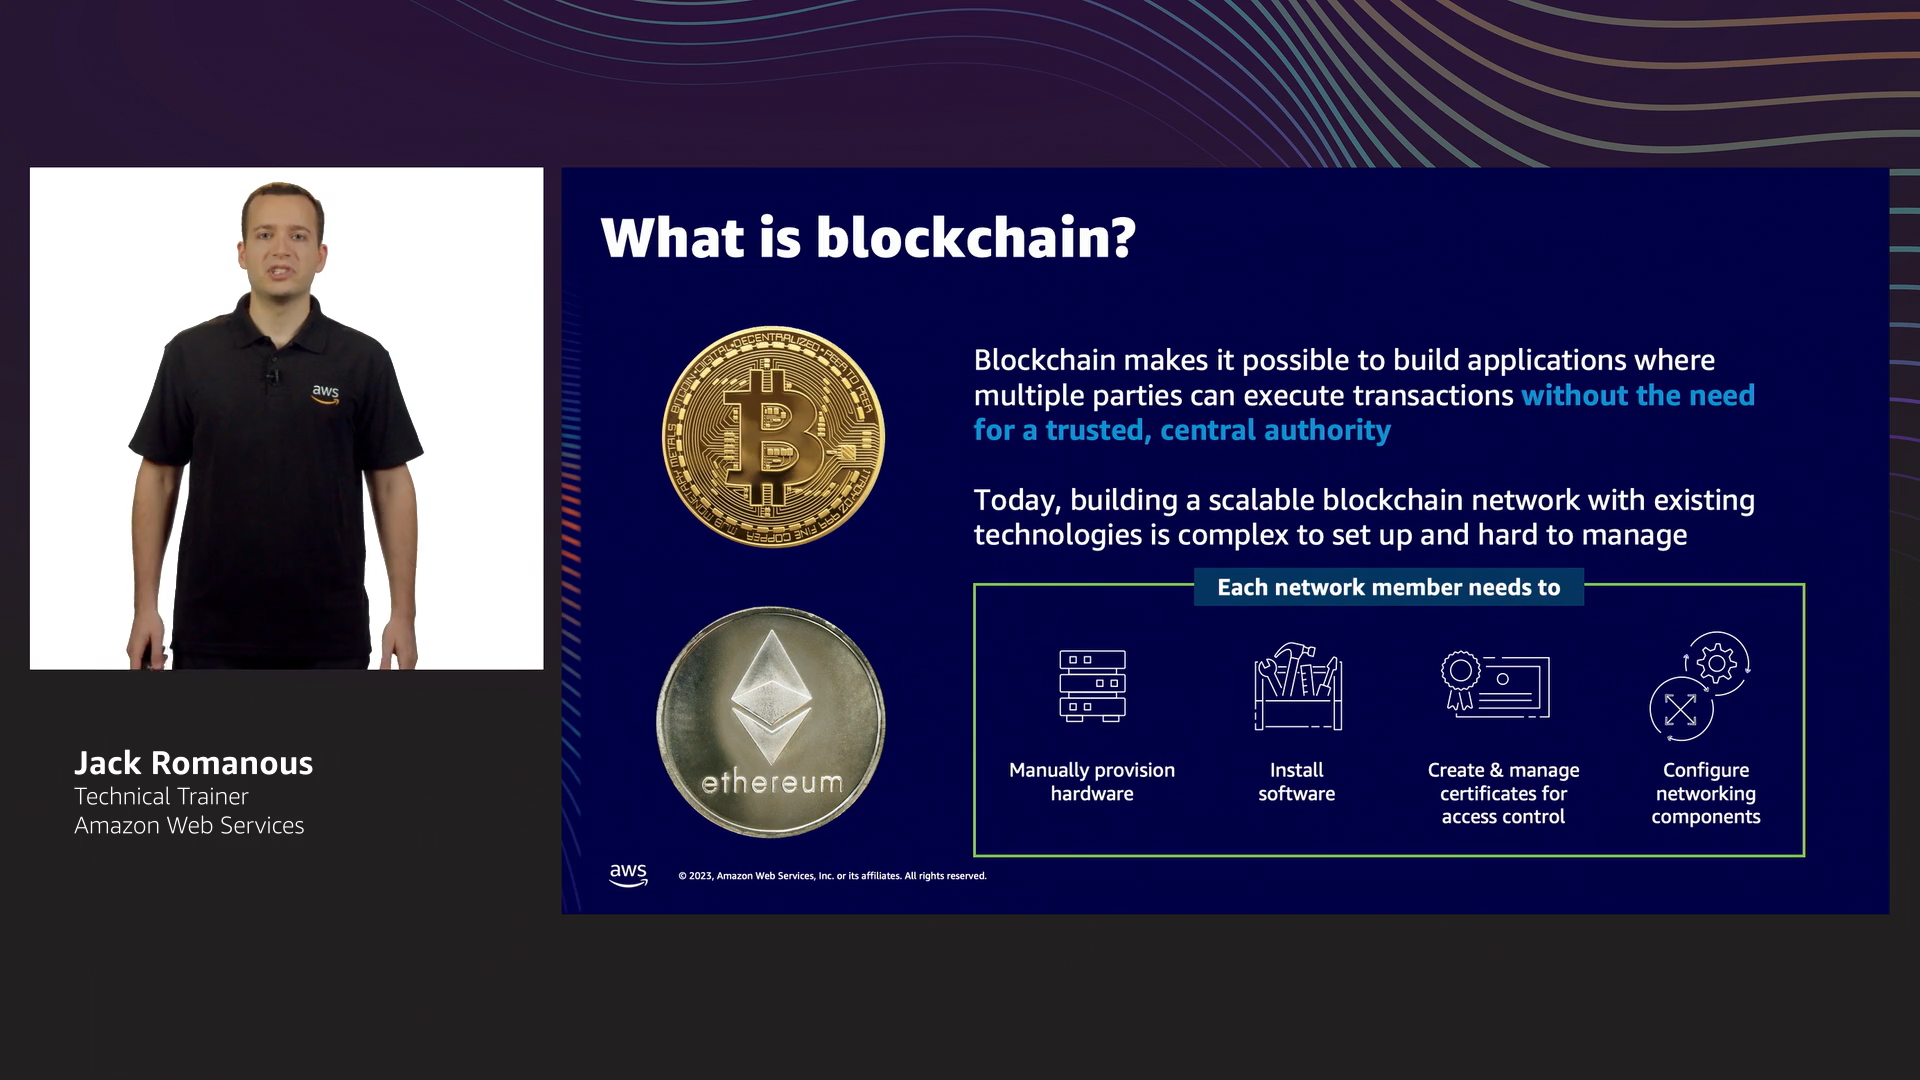 What is blockchain?
BITCOIN•DIGITAL•DECENTRALIZED•PEER TO PEER
Blockchain makes it possible to build applications where
multiple parties can execute transactions without the need
for a trusted, central authority
Today, building a scalable blockchain network with existing
technologies is complex to set up and hard to manage
ethereum
Each network member needs to
Manually provision
hardware
Install
software
Create & manage
certificates for
access control
Configure
networking
components
aws
© 2023, Amazon Web Services, Inc. or its affiliates. All rights reserved.
aws
Jack Romanous
Technical Trainer
Amazon Web Services